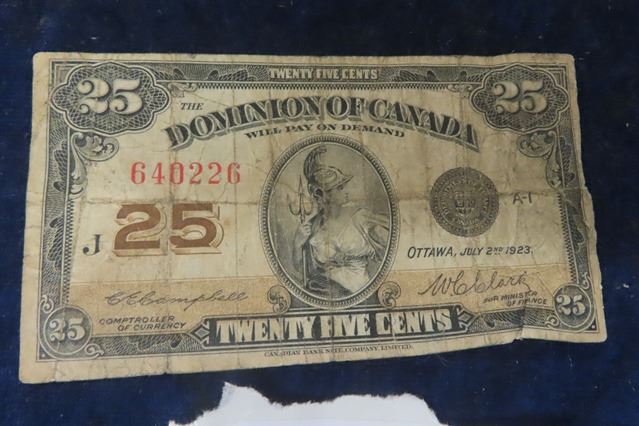 TWENTY FIVE CENTS
25
25
THE
DOMINION OF CANADA
WILL PAY ON DEMAND
640226
A-1
J 25
OTTAWA, JULY 2ND 1923.
C.E. Campbell
W.C. Clark
COMPTROLLER
OF CURRENCY
FOR MINISTER
OF FINANCE
25
TWENTY FIVE CENTS
25
CANADIAN BANK NOTE COMPANY, LIMITED.